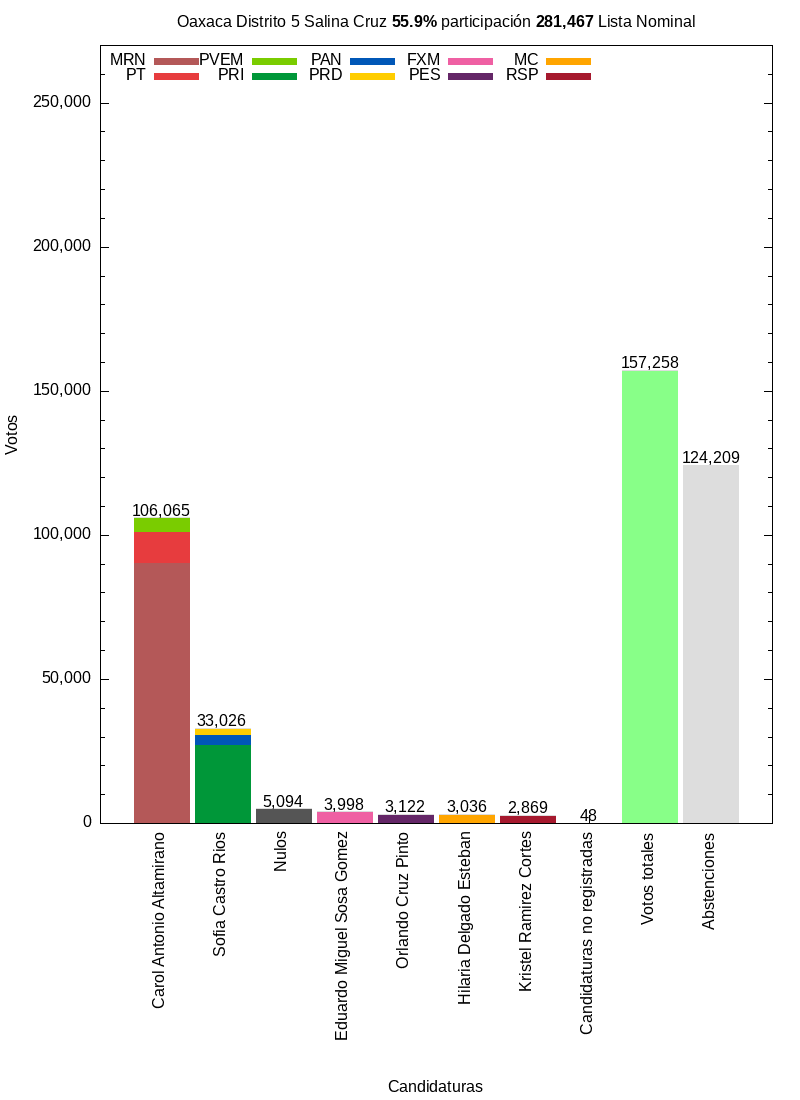 Oaxaca Distrito 5 Salina Cruz 55.9% participación 281,467 Lista Nominal
MRN PVEM PAN FXM MC
PT PRI PRD PES RSP
250,000
200,000
150,000
100,000
50,000
0
Votos
106,065
33,026
5,094
3,998
3,122
3,036
2,869
48
157,258
124,209
Carol Antonio Altamirano
Sofia Castro Rios
Nulos
Eduardo Miguel Sosa Gomez
Orlando Cruz Pinto
Hilaria Delgado Esteban
Kristel Ramirez Cortes
Candidaturas no registradas
Votos totales
Abstenciones
Candidaturas